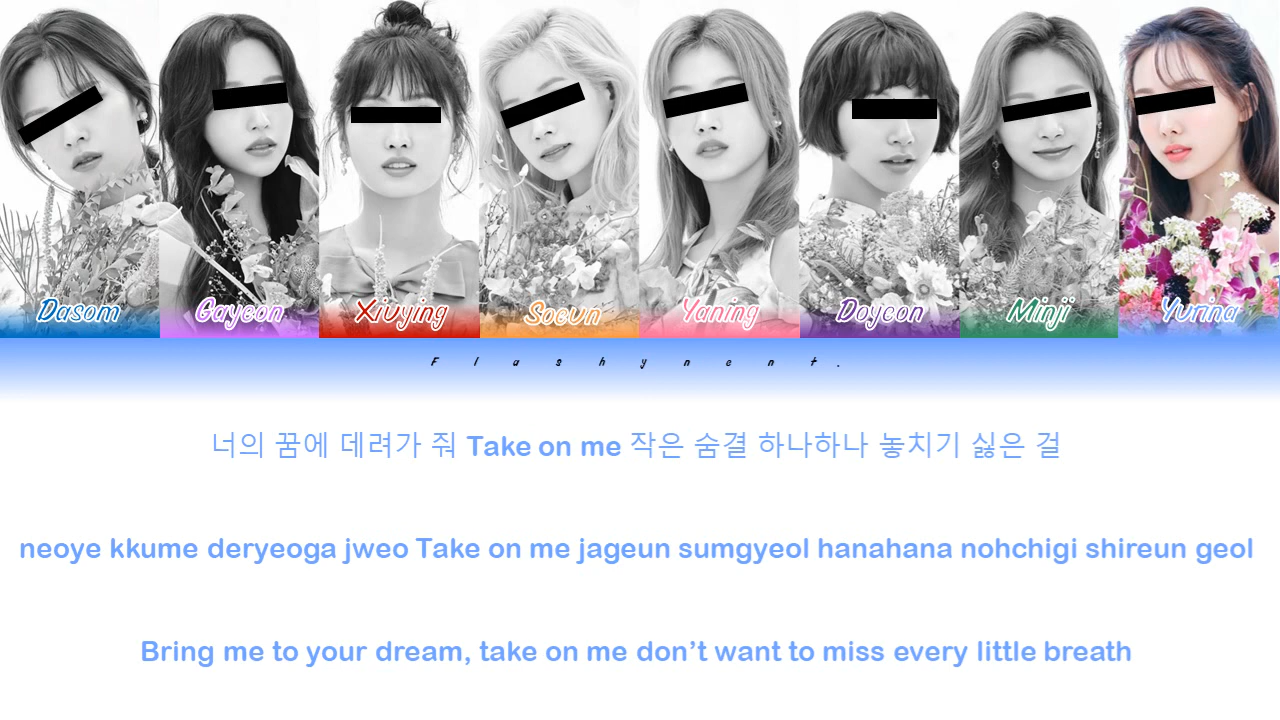 Dasom Gayeon Xiuying Soeun Yaning Doyeon Minji Yurina
Flashynent.
너의 꿈에 데려가 줘 Take on me 작은 숨결 하나하나 놓치기 싫은 걸
neoye kkume deryeoga jweo Take on me jageun sumgyeol hanahana nohchigi shireun geol
Bring me to your dream, take on me don’t want to miss every little breath